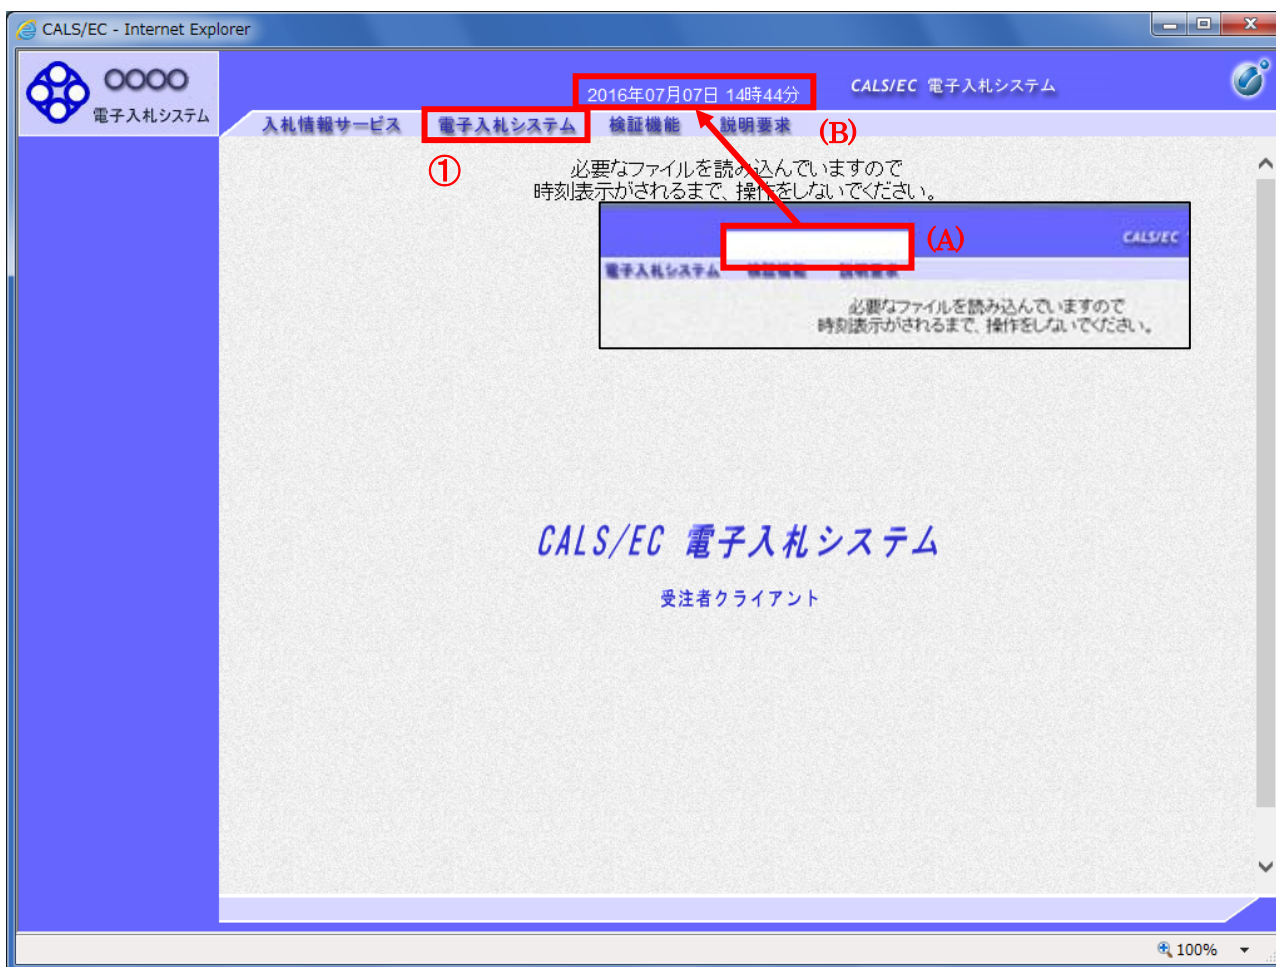 CALS/EC - Internet Explorer
〇〇〇〇
電子入札システム
2016年07月07日 14時44分
CALS/EC 電子入札システム
入札情報サービス 電子入札システム 検証機能 説明要求
(B)
①
必要なファイルを読み込んでいますので
時刻表示がされるまで、操作をしないでください。
(A)
CALS/EC
電子入札システム 検証機能 説明要求
必要なファイルを読み込んでいますので
時刻表示がされるまで、操作をしないでください。
CALS/EC 電子入札システム
受注者クライアント
100%